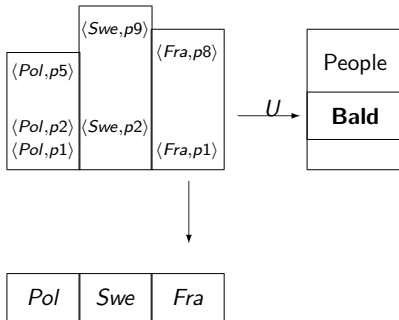 ⟨Swe,p9⟩
⟨Fra,p8⟩
⟨Pol,p5⟩
People
⟨Pol,p2⟩ ⟨Swe,p2⟩
U
Bald
⟨Pol,p1⟩ ⟨Fra,p1⟩
Pol Swe Fra